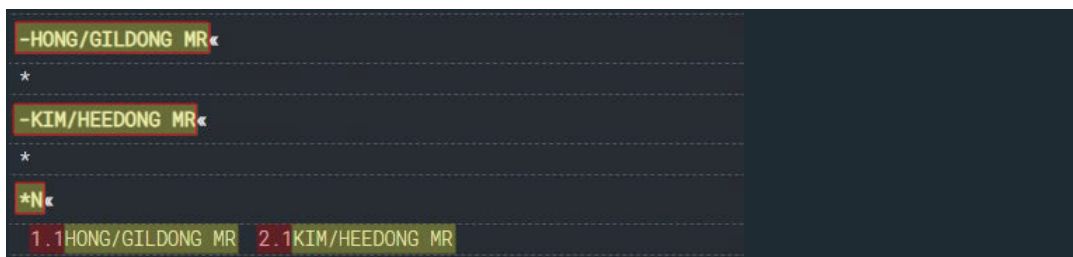 -HONG/GILDONG MR«
*
-KIM/HEEDONG MR«
*
*N«
1.1HONG/GILDONG MR 2.1KIM/HEEDONG MR